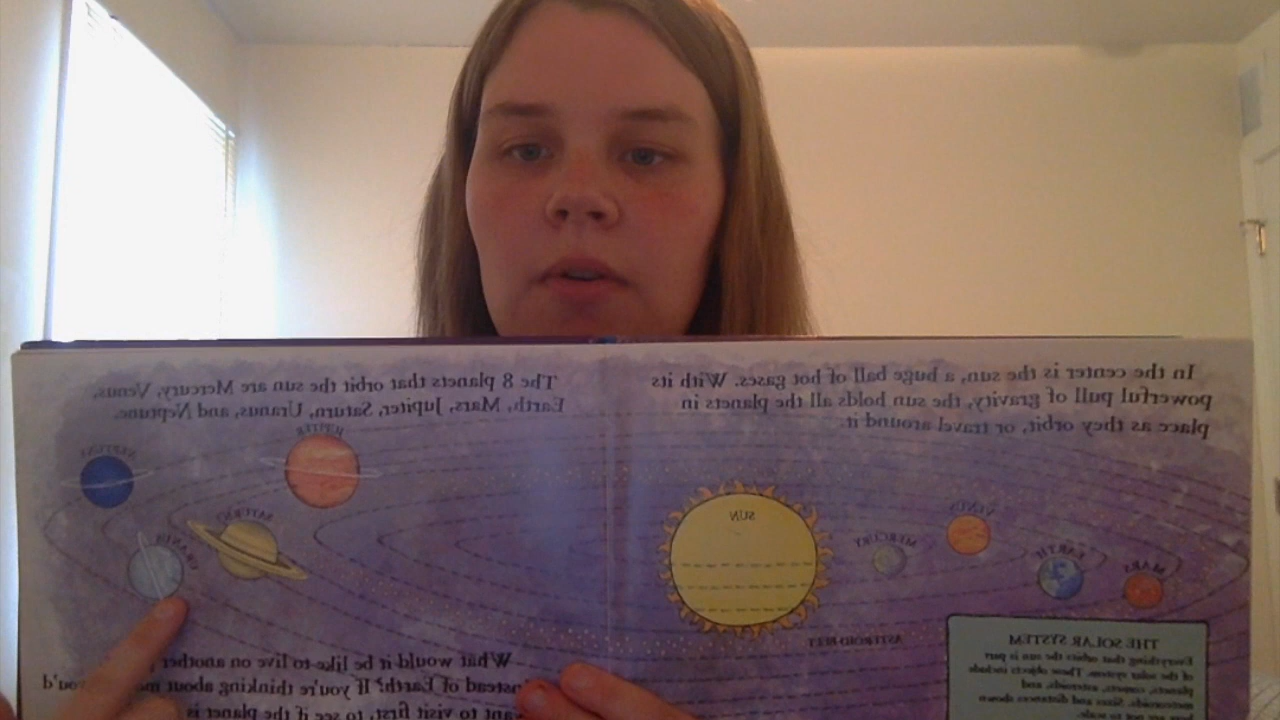 In the center is the sun, a huge ball of hot gases. With its
powerful pull of gravity, the sun holds all the planets in
place as they orbit, or travel around it.
VENUS
SUN
MERCURY
EARTH
MARS
ASTEROID BELT
THE SOLAR SYSTEM
Everything that orbits the sun is part
of the solar system. These objects include
planets, comets, asteroids, and
meteoroids. Sizes and distances shown
are not to scale.
The 8 planets that orbit the sun are Mercury, Venus,
Earth, Mars, Jupiter, Saturn, Uranus, and Neptune.
JUPITER
NEPTUNE
SATURN
URANUS
What would it be like to live on another
instead of Earth? If you're thinking about you'd
want to visit first, to see if the planet is